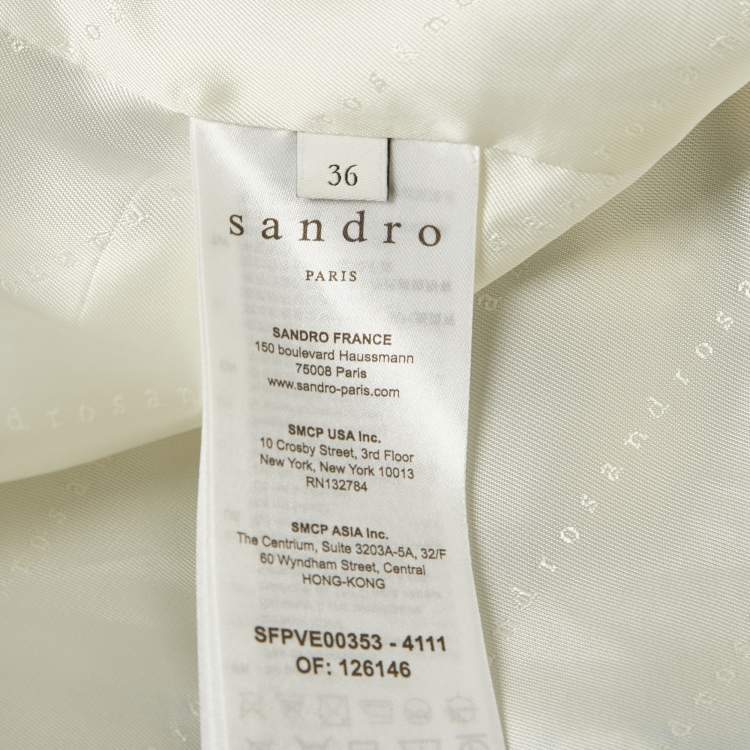 36
sandro
PARIS
SANDRO FRANCE
150 boulevard Haussmann
75008 Paris
www.sandro-paris.com
SMCP USA Inc.
10 Crosby Street, 3rd Floor
New York, New York 10013
RN132784
SMCP ASIA Inc.
The Centrium, Suite 3203A-5A, 32/F
60 Wyndham Street, Central
HONG-KONG
SFPVE00353 - 4111
OF: 126146